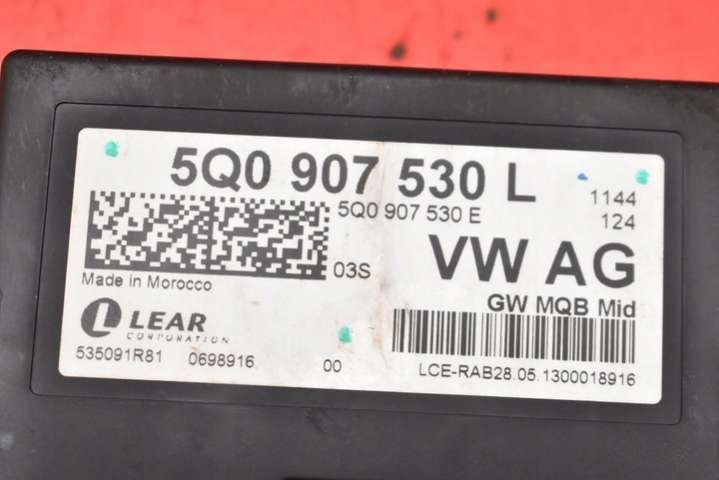 5Q0 907 530 L
1144
5Q0 907 530 E
124
03S
VW AG
Made in Morocco
GW MQB Mid
LEAR
CORPORATION
535091R81 0698916 00
LCE-RAB28.05.1300018916